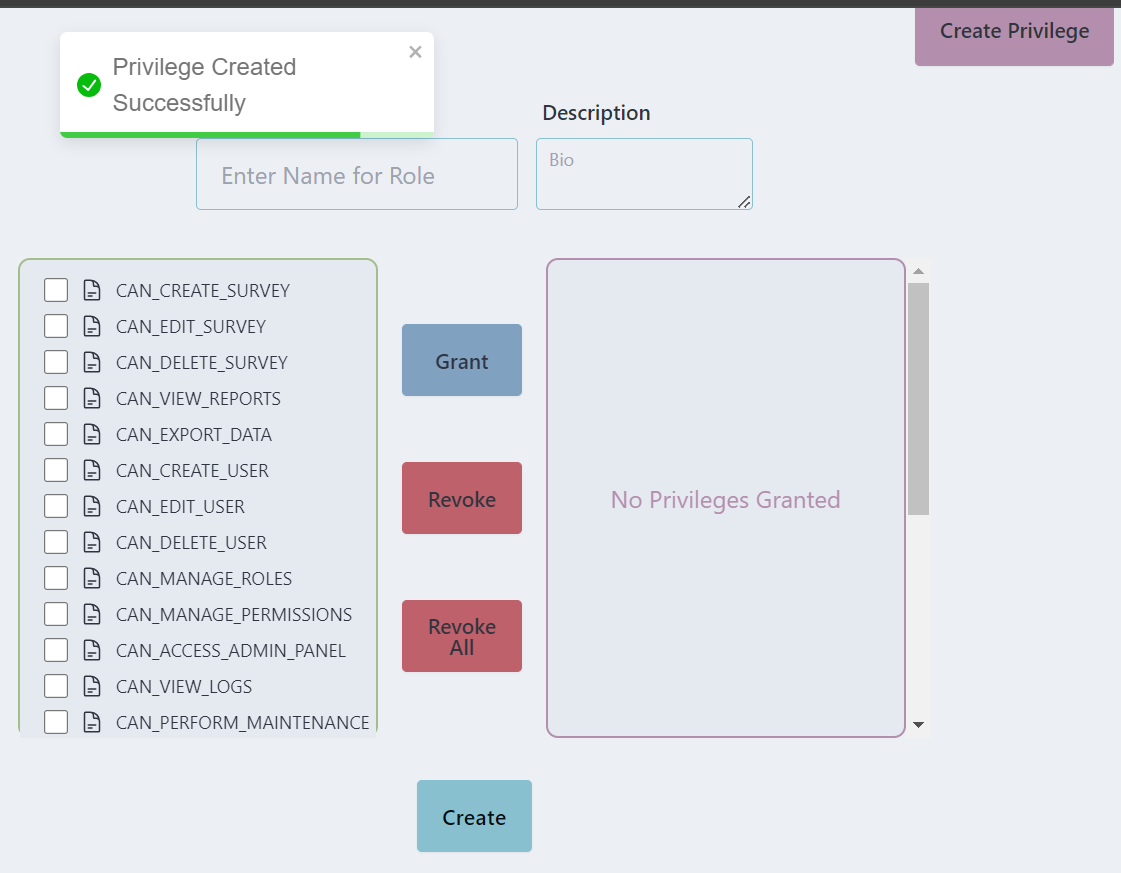 Create Privilege
Privilege Created
Successfully
Description
Enter Name for Role
Bio
CAN_CREATE_SURVEY
CAN_EDIT_SURVEY
CAN_DELETE_SURVEY
CAN_VIEW_REPORTS
CAN_EXPORT_DATA
CAN_CREATE_USER
CAN_EDIT_USER
CAN_DELETE_USER
CAN_MANAGE_ROLES
CAN_MANAGE_PERMISSIONS
CAN_ACCESS_ADMIN_PANEL
CAN_VIEW_LOGS
CAN_PERFORM_MAINTENANCE
Grant
Revoke
Revoke
All
No Privileges Granted
Create